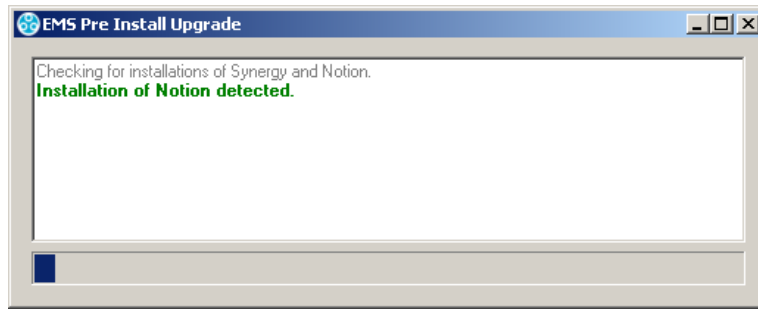 EMS Pre Install Upgrade
Checking for installations of Synergy and Notion.
Installation of Notion detected.